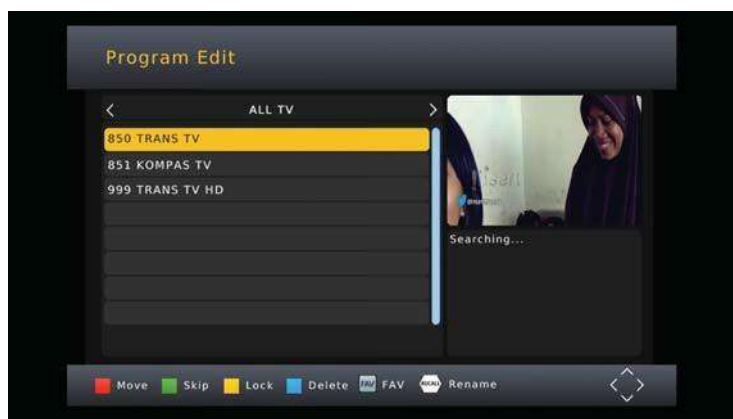 Program Edit
ALL TV
850 TRANS TV
851 KOMPAS TV
999 TRANS TV HD
Searching...
Move Skip Lock Delete FAV FAV RECALL Rename